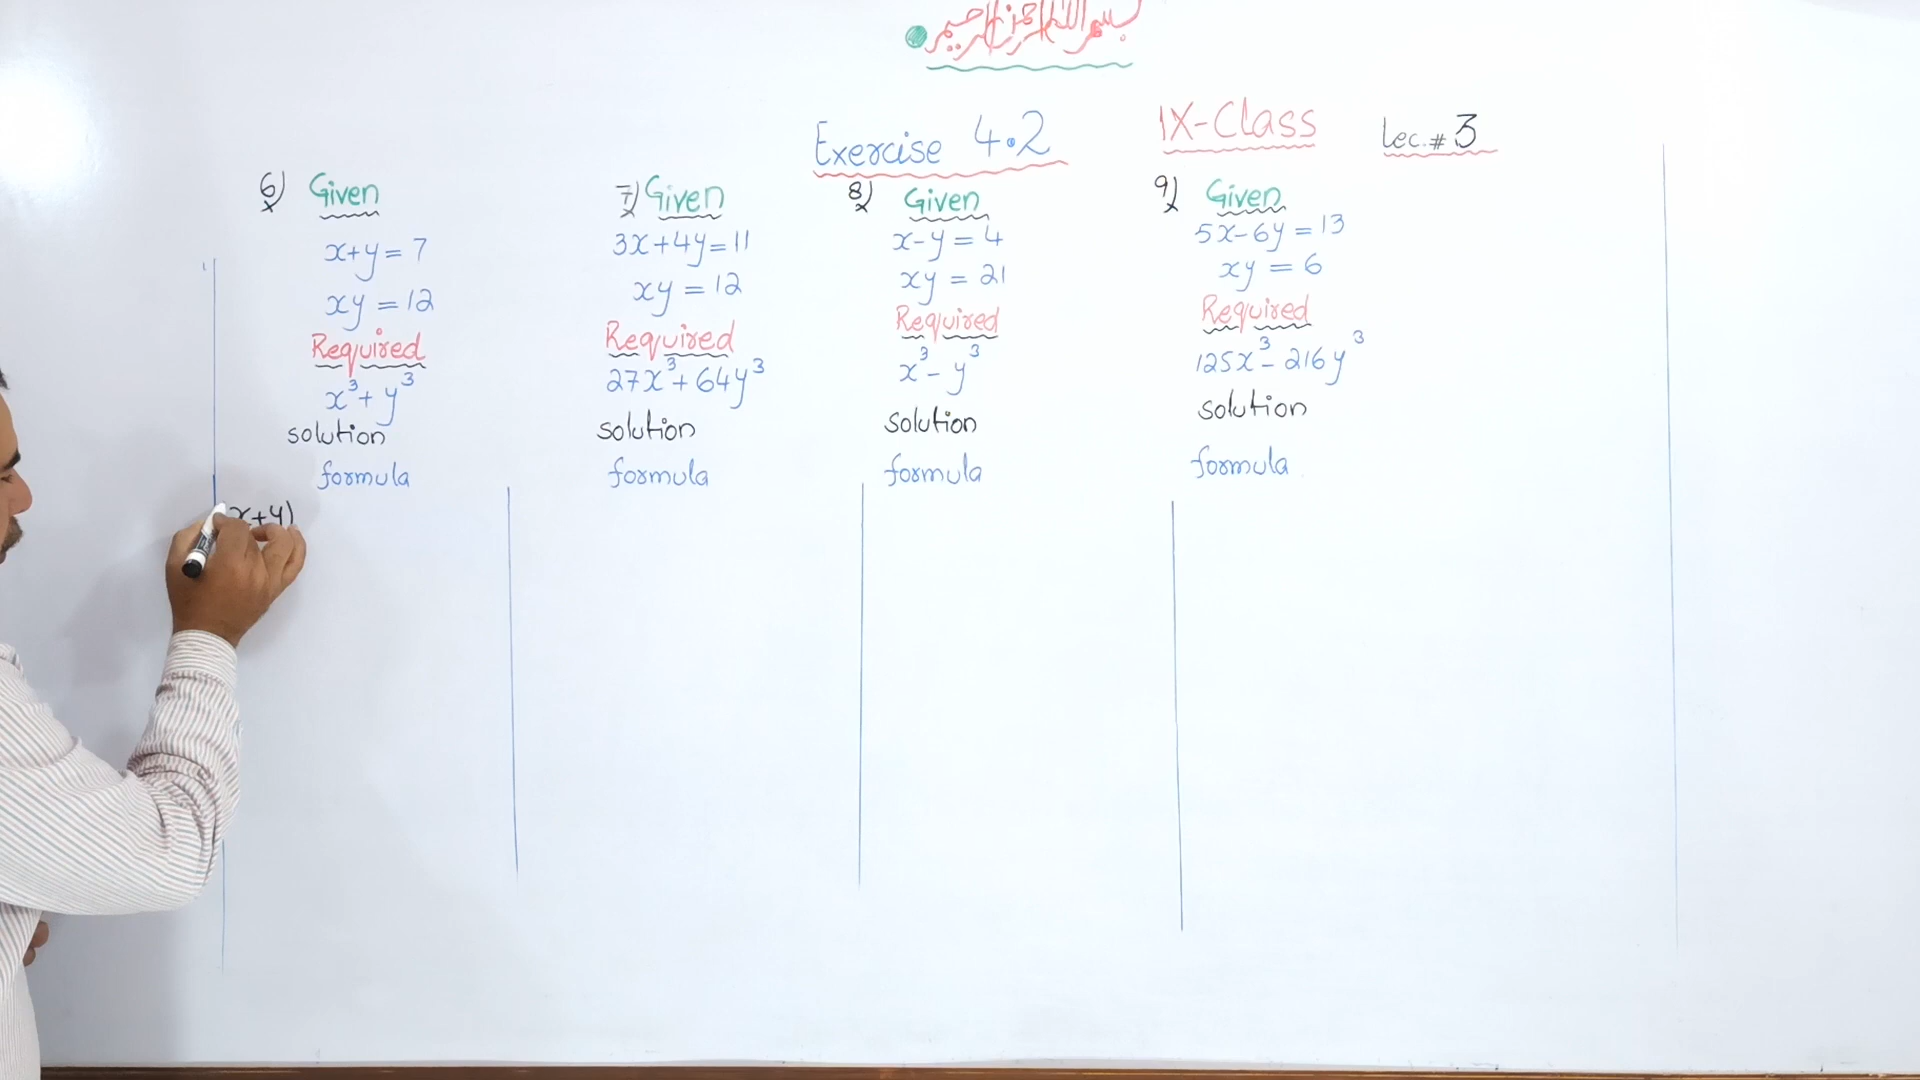 بسم اللہ الرحمن الرحیم
Exercise 4.2 IX-Class Lec.# 3
6) Given
x+y = 7
xy = 12
Required
x³+y³
solution
formula
x+y)
7) Given
3x+4y=11
xy = 12
Required
27x³+64y³
solution
formula
8) Given
x-y = 4
xy = 21
Required
x³-y³
solution
formula
9) Given
5x-6y = 13
xy = 6
Required
125x³-216y³
solution
formula